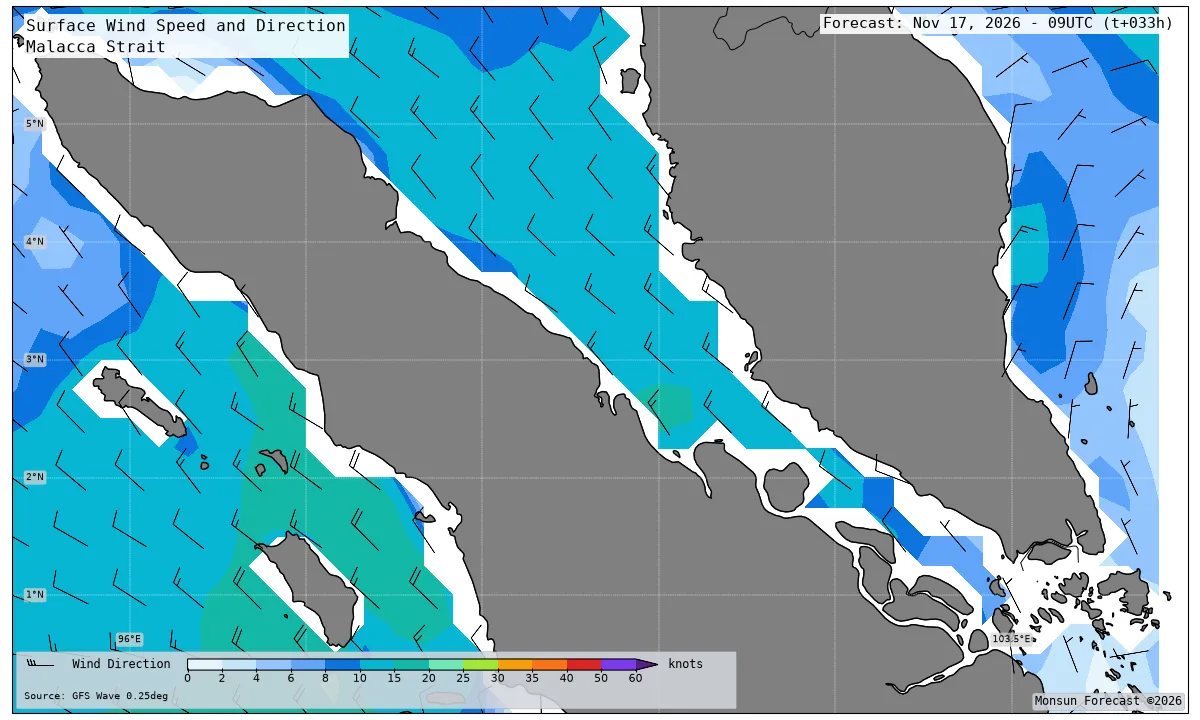 Surface Wind Speed and Direction
Malacca Strait
Forecast: Nov 17, 2026 - 09UTC (t+033h)
5°N
4°N
3°N
2°N
1°N
96°E
103.5°E
Wind Direction
0 2 4 6 8 10 15 20 25 30 35 40 50 60
knots
Source: GFS Wave 0.25deg
Monsun Forecast ©2026